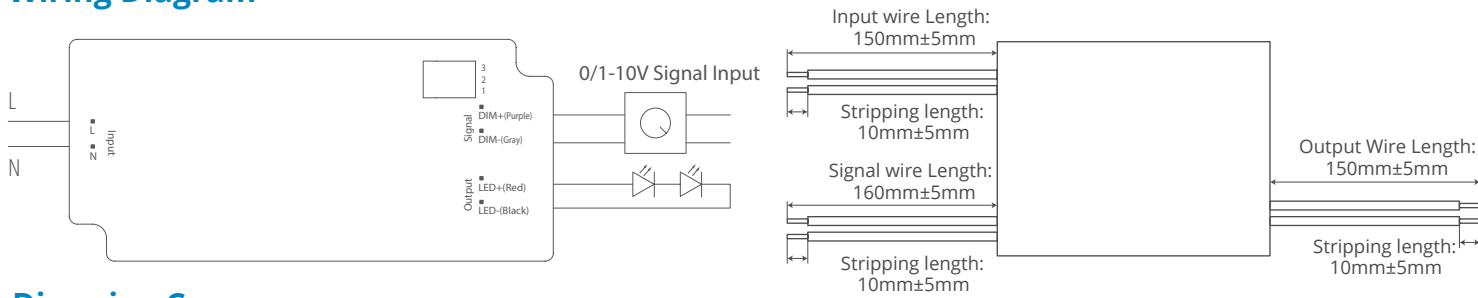 Wiring Diagram
L
N
L
N
Input
3
2
1
Signal
DIM+(Purple)
DIM-(Gray)
Output
LED+(Red)
LED-(Black)
0/1-10V Signal Input
Input wire Length:
150mm±5mm
Stripping length:
10mm±5mm
Signal wire Length:
160mm±5mm
Stripping length:
10mm±5mm
Output Wire Length:
150mm±5mm
Stripping length:
10mm±5mm